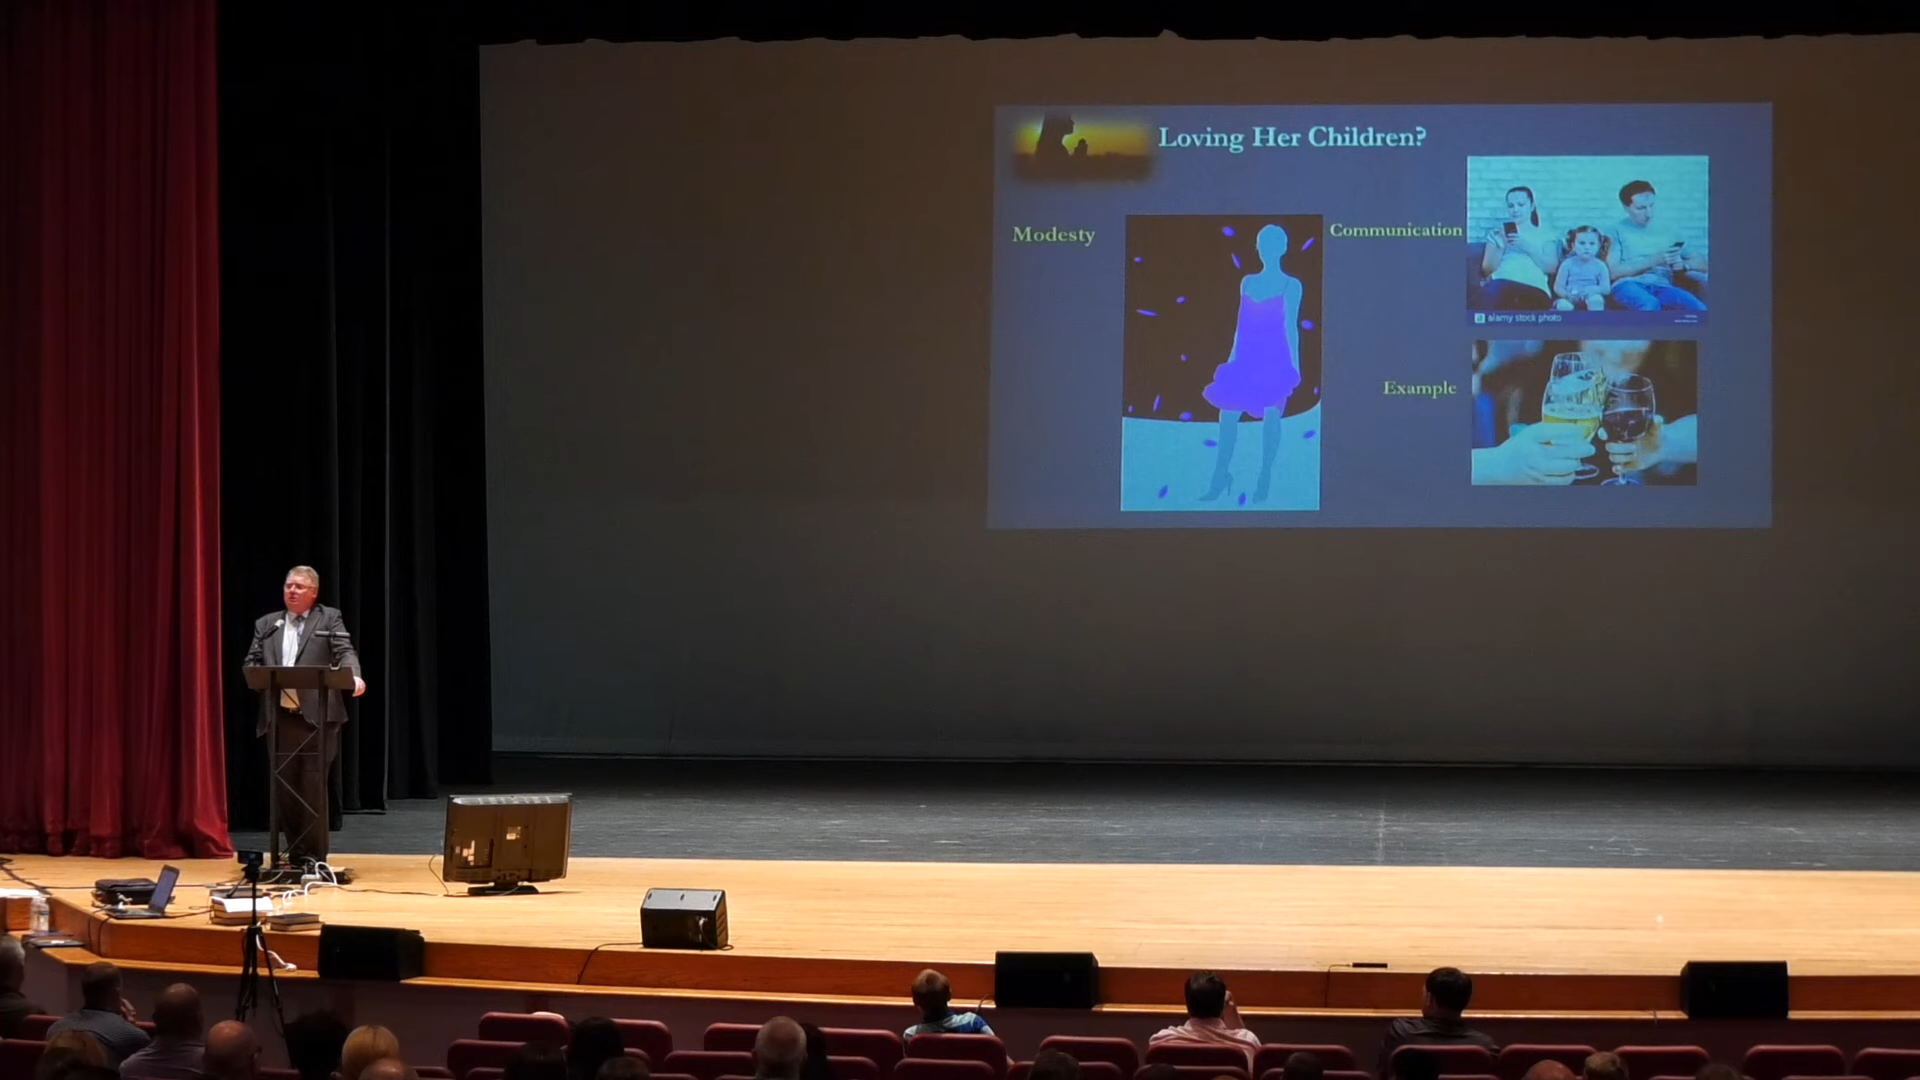 Loving Her Children?
Modesty
Communication
alamy stock photo
Example